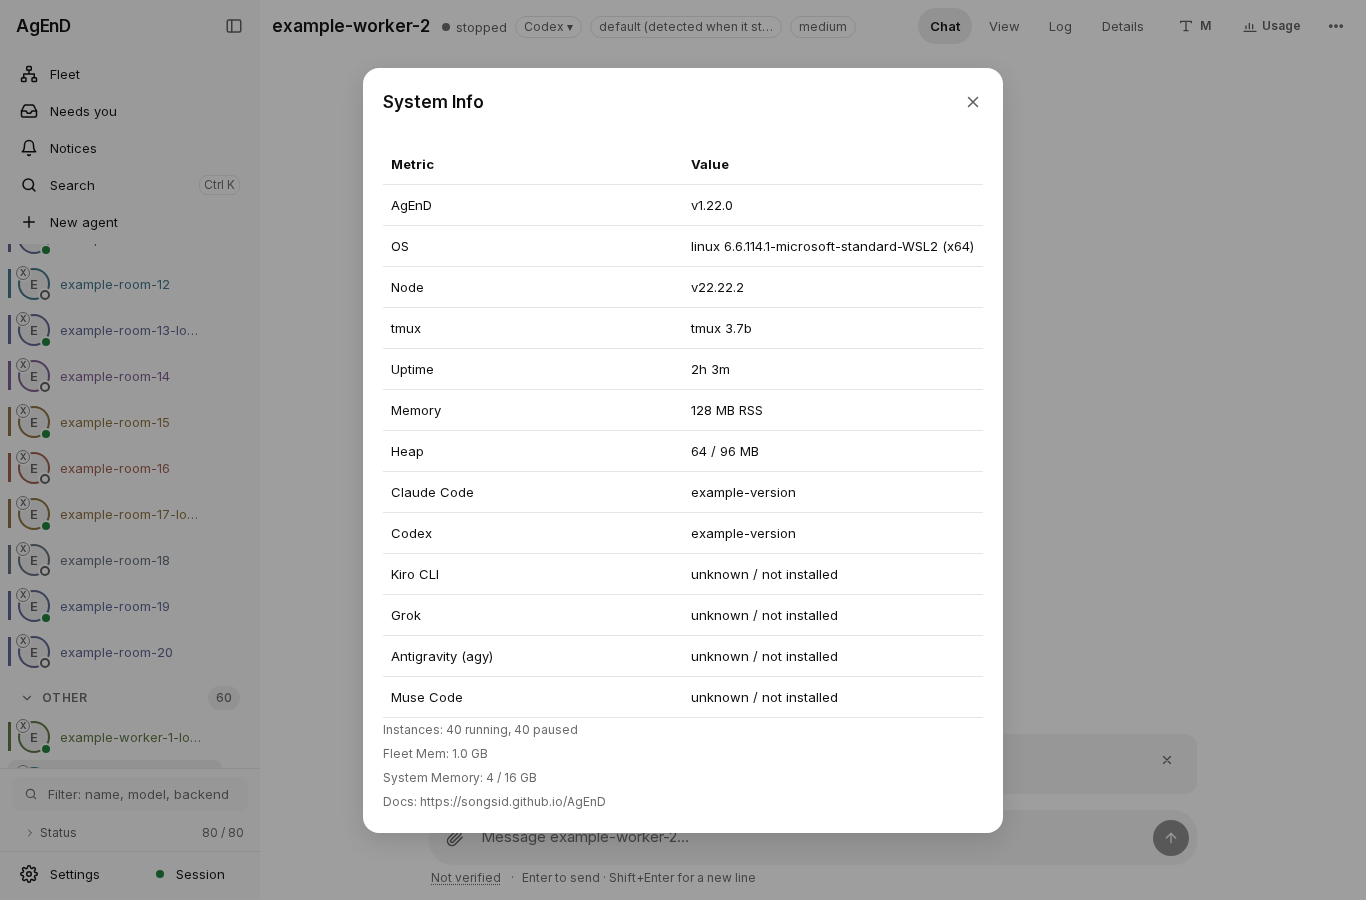 AgEnD
Fleet
Needs you
Notices
Search Ctrl K
New agent
X E example-room-12
X E example-room-13-lo…
X E example-room-14
X E example-room-15
X E example-room-16
X E example-room-17-lo…
X E example-room-18
X E example-room-19
X E example-room-20
OTHER 60
X E example-worker-1-lo…
Filter: name, model, backend
Status 80 / 80
Settings Session
example-worker-2 stopped Codex ▾ default (detected when it st… medium Chat View Log Details M Usage •••
System Info
Metric Value
AgEnD v1.22.0
OS linux 6.6.114.1-microsoft-standard-WSL2 (x64)
Node v22.22.2
tmux tmux 3.7b
Uptime 2h 3m
Memory 128 MB RSS
Heap 64 / 96 MB
Claude Code example-version
Codex example-version
Kiro CLI unknown / not installed
Grok unknown / not installed
Antigravity (agy) unknown / not installed
Muse Code unknown / not installed
Instances: 40 running, 40 paused
Fleet Mem: 1.0 GB
System Memory: 4 / 16 GB
Docs: https://songsid.github.io/AgEnD
Message example-worker-2…
Not verified · Enter to send · Shift+Enter for a new line